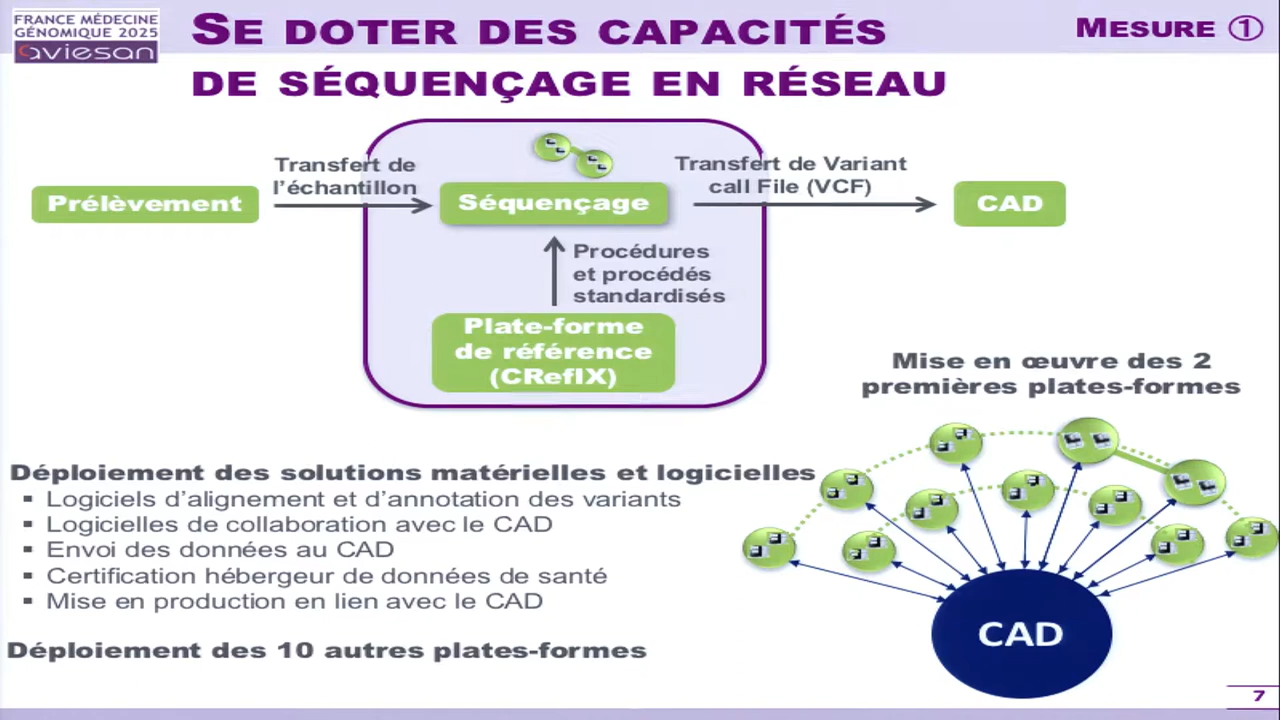 FRANCE MÉDECINE
GÉNOMIQUE 2025
aviesan
SE DOTER DES CAPACITÉS
DE SÉQUENÇAGE EN RÉSEAU
MESURE ①
Prélèvement
Transfert de
l'échantillon
Séquençage
Transfert de Variant
call File (VCF)
CAD
Procédures
et procédés
standardisés
Plate-forme
de référence
(CRefIX)
Mise en œuvre des 2
premières plates-formes
Déploiement des solutions matérielles et logicielles
▪ Logiciels d'alignement et d'annotation des variants
▪ Logicielles de collaboration avec le CAD
▪ Envoi des données au CAD
▪ Certification hébergeur de données de santé
▪ Mise en production en lien avec le CAD
Déploiement des 10 autres plates-formes
CAD
7